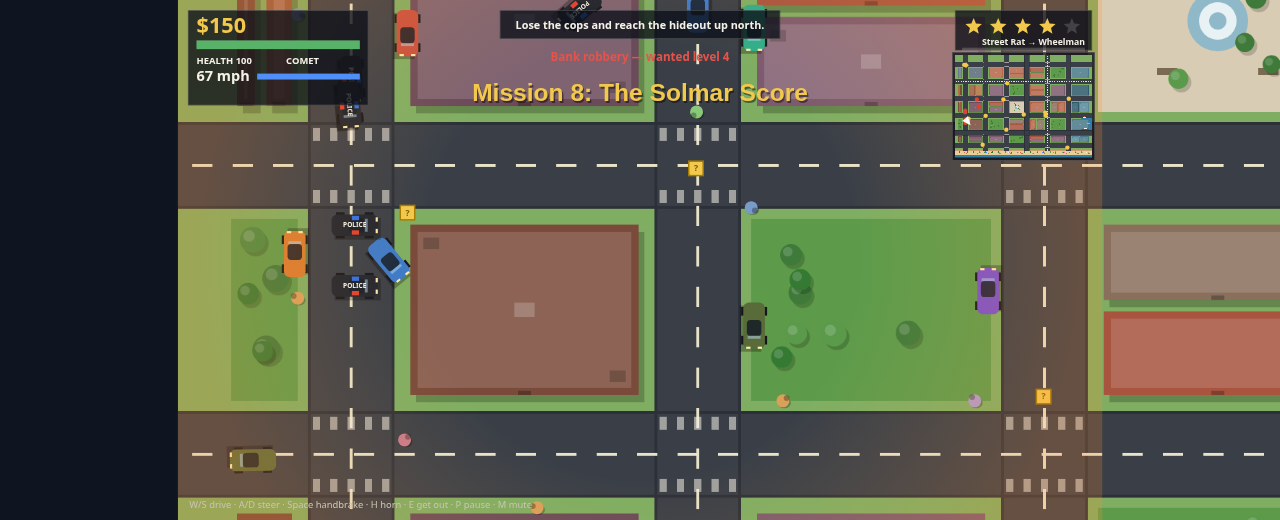 $150
HEALTH 100 COMET
67 mph
Lose the cops and reach the hideout up north.
Bank robbery — wanted level 4
Mission 8: The Solmar Score
Street Rat → Wheelman
POLICE
POLICE
POLICE
POLICE
?
?
?
W/S drive · A/D steer · Space handbrake · H horn · E get out · P pause · M mute